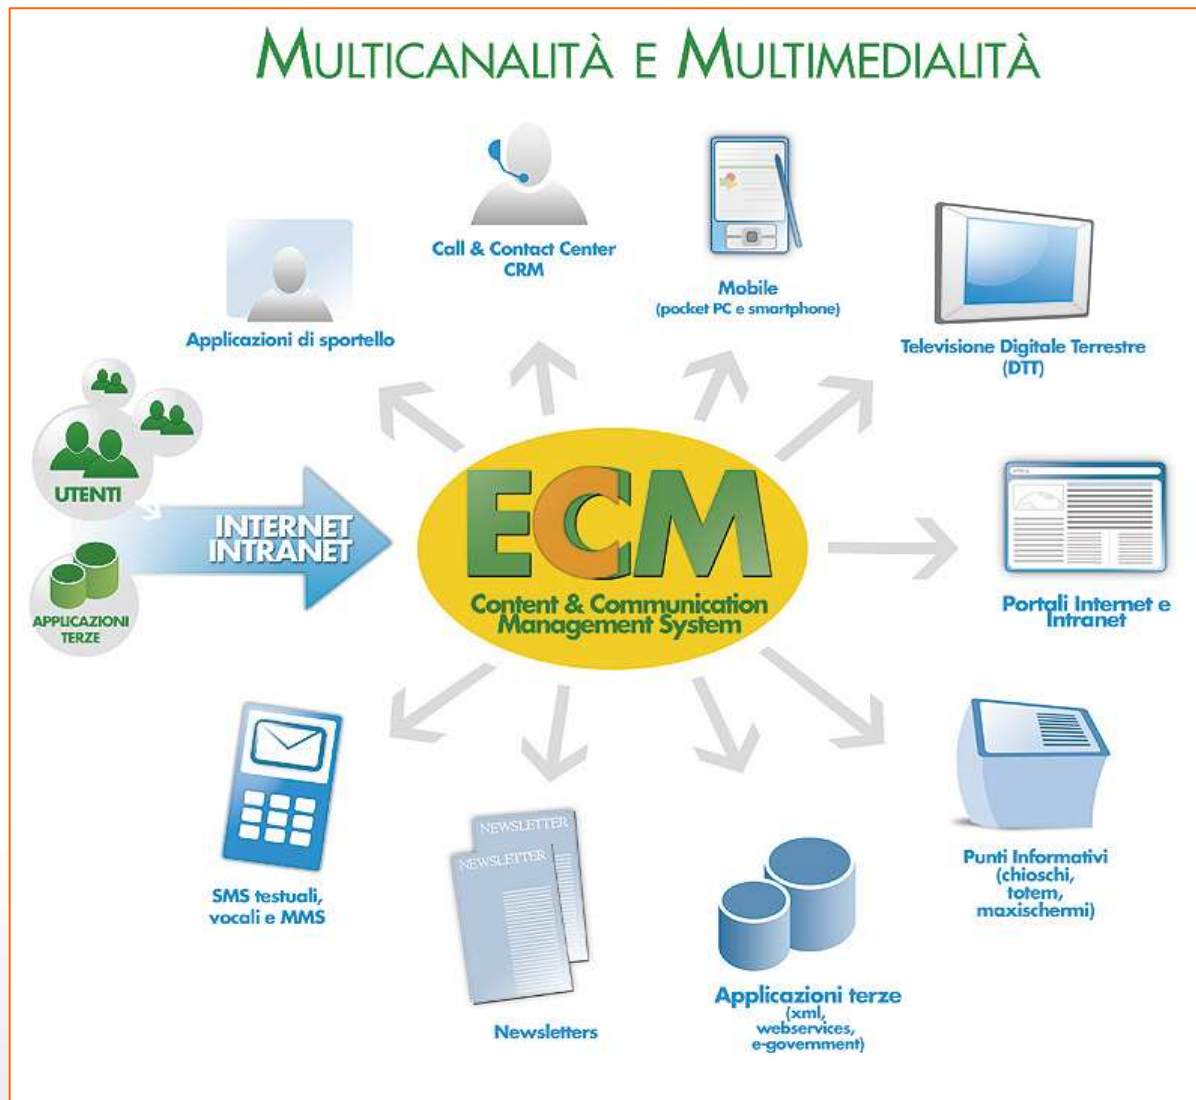 MULTICANALITÀ E MULTIMEDIALITÀ
Call & Contact Center
CRM
Mobile
(pocket PC e smartphone)
Applicazioni di sportello
Televisione Digitale Terrestre
(DTT)
UTENTI
INTERNET
INTRANET
APPLICAZIONI
TERZE
ECM
Content & Communication
Management System
Portali Internet e
Intranet
SMS testuali,
vocali e MMS
NEWSLETTER
NEWSLETTER
Newsletters
Applicazioni terze
(xml,
webservices,
e-government)
Punti Informativi
(chioschi,
totem,
maxischermi)